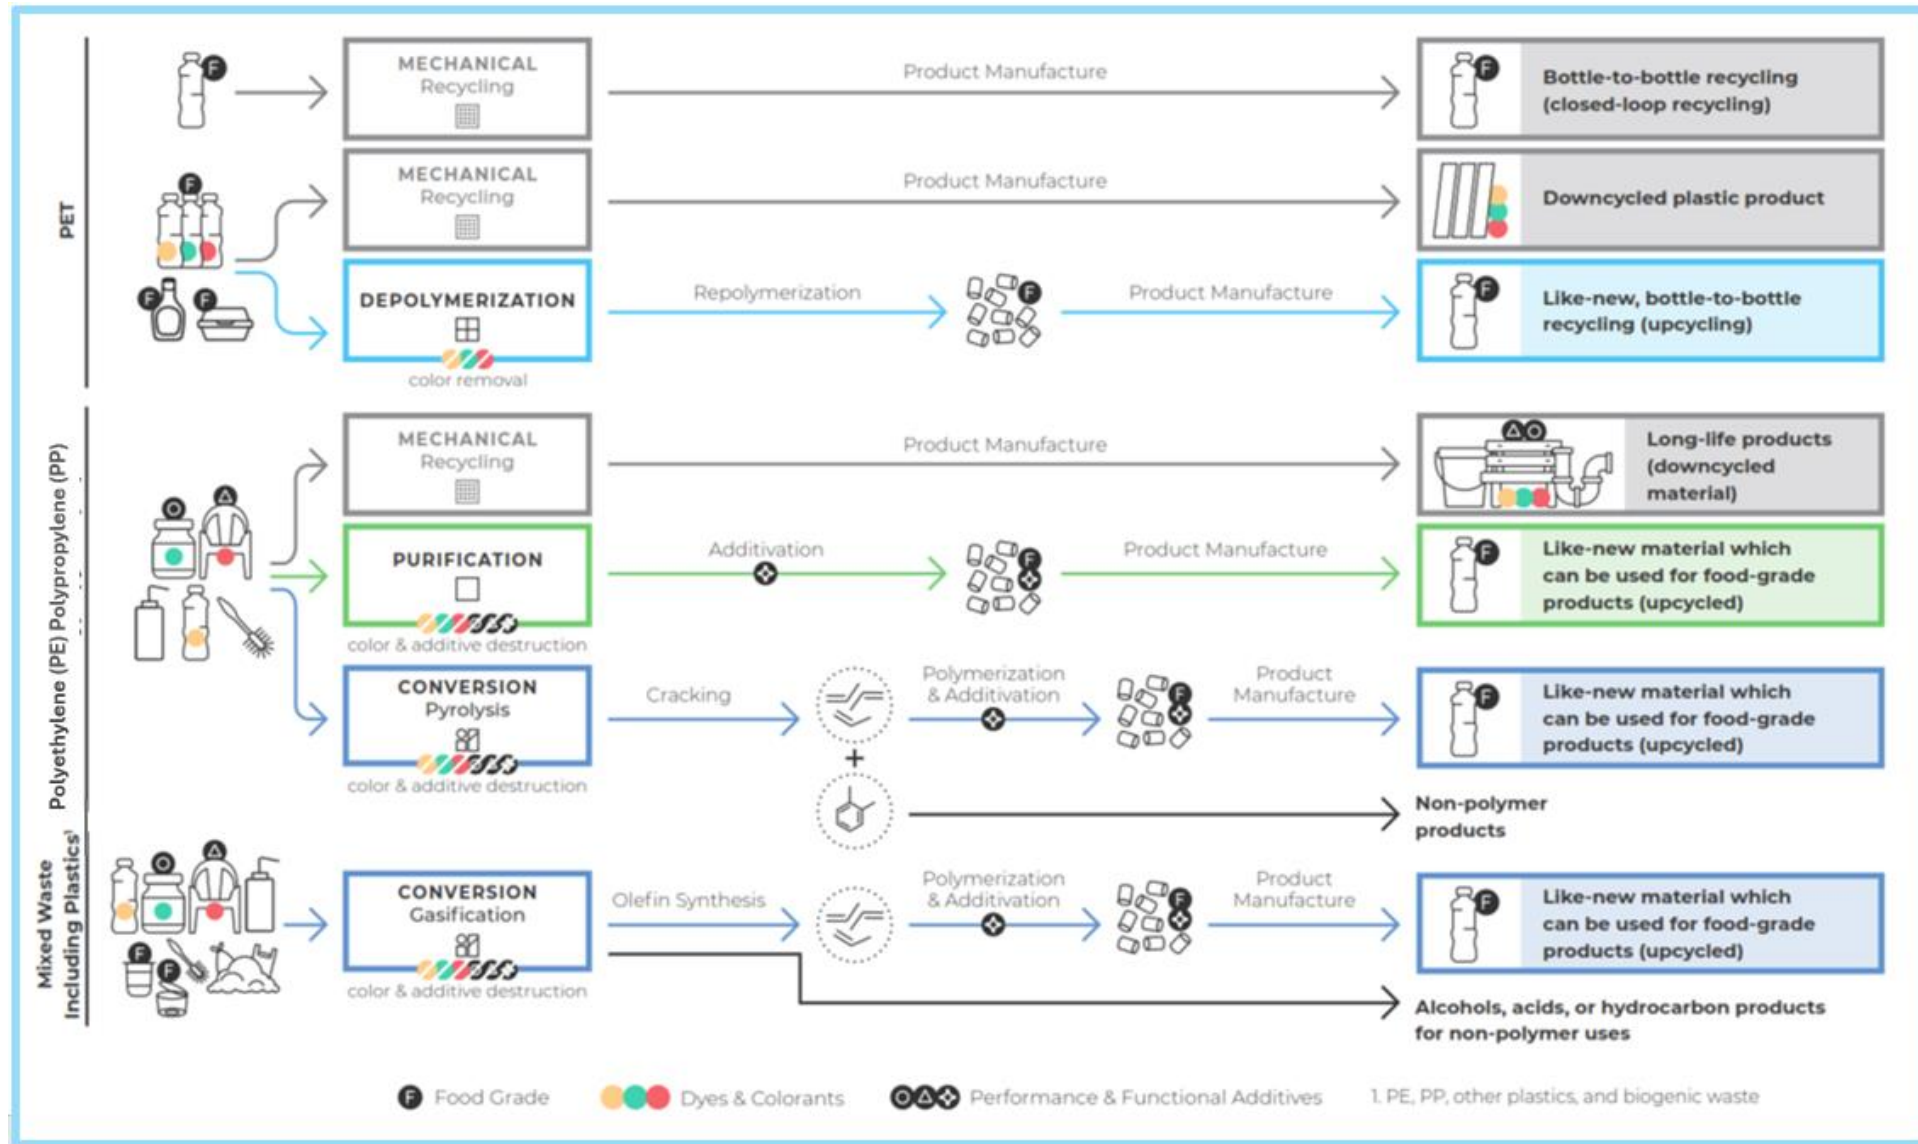 PET
F
MECHANICAL
Recycling
Product Manufacture
F
Bottle-to-bottle recycling
(closed-loop recycling)
F
MECHANICAL
Recycling
Product Manufacture
Downcycled plastic product
F
F
DEPOLYMERIZATION
color removal
Repolymerization
F
Product Manufacture
F
Like-new, bottle-to-bottle
recycling (upcycling)
Polyethylene (PE) Polypropylene (PP)
MECHANICAL
Recycling
Product Manufacture
Long-life products
(downcycled
material)
PURIFICATION
color & additive destruction
Additivation
F
Product Manufacture
F
Like-new material which
can be used for food-grade
products (upcycled)
CONVERSION
Pyrolysis
color & additive destruction
Cracking
+
Polymerization
& Additivation
F
Product
Manufacture
F
Like-new material which
can be used for food-grade
products (upcycled)
Non-polymer
products
Mixed Waste
Including Plastics¹
F
F
CONVERSION
Gasification
color & additive destruction
Olefin Synthesis
Polymerization
& Additivation
F
Product
Manufacture
F
Like-new material which
can be used for food-grade
products (upcycled)
Alcohols, acids, or hydrocarbon products
for non-polymer uses
F Food Grade
Dyes & Colorants
Performance & Functional Additives
1. PE, PP, other plastics, and biogenic waste